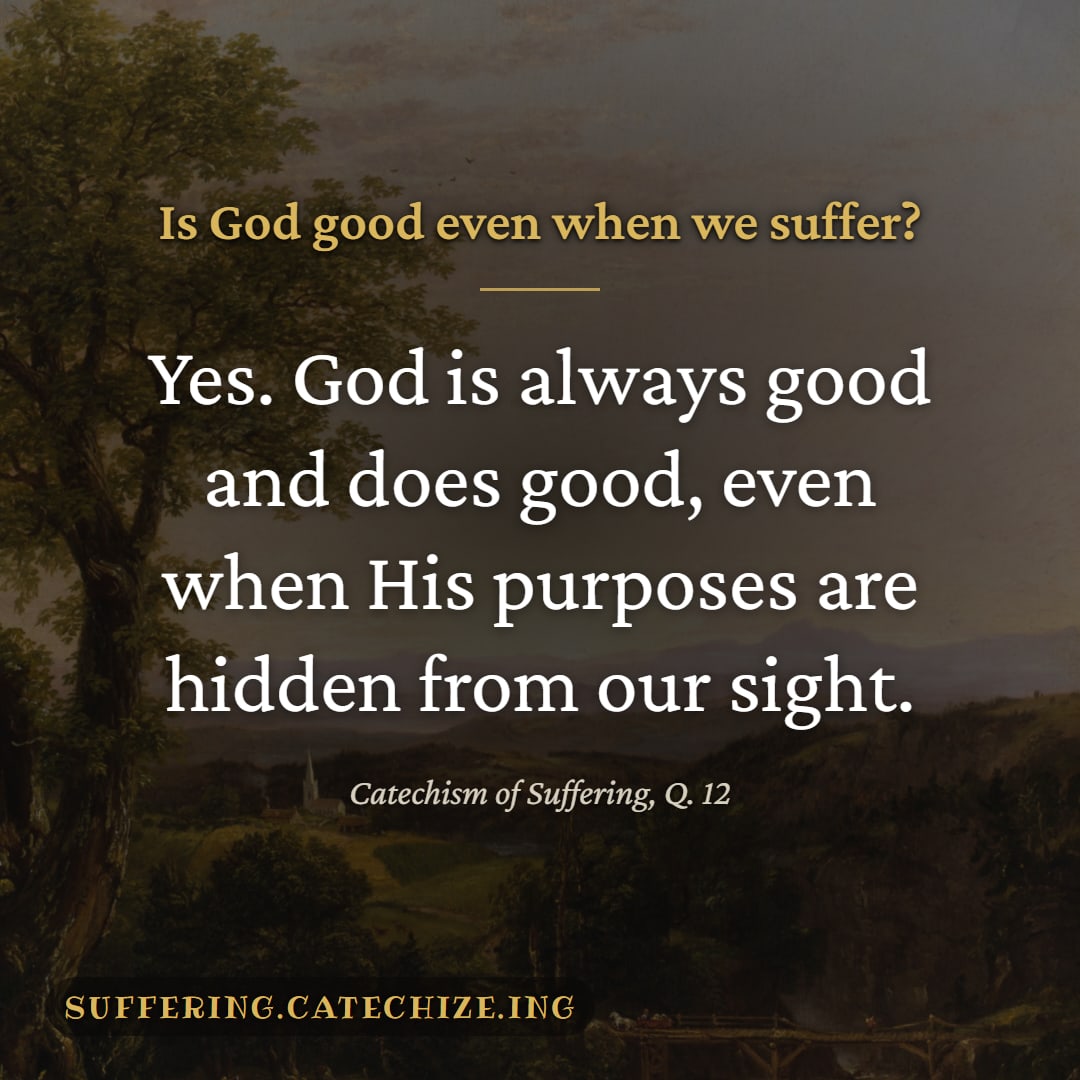 Is God good even when we suffer?
Yes. God is always good
and does good, even
when His purposes are
hidden from our sight.
Catechism of Suffering, Q. 12
SUFFERING.CATECHIZE.ING